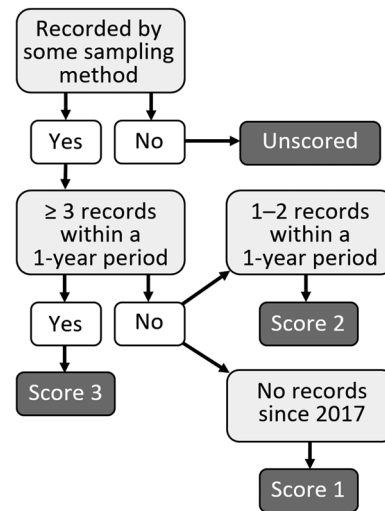 Recorded by
some sampling
method
Yes
No
Unscored
≥ 3 records
within a
1-year period
1–2 records
within a
1-year period
Yes
No
Score 2
Score 3
No records
since 2017
Score 1